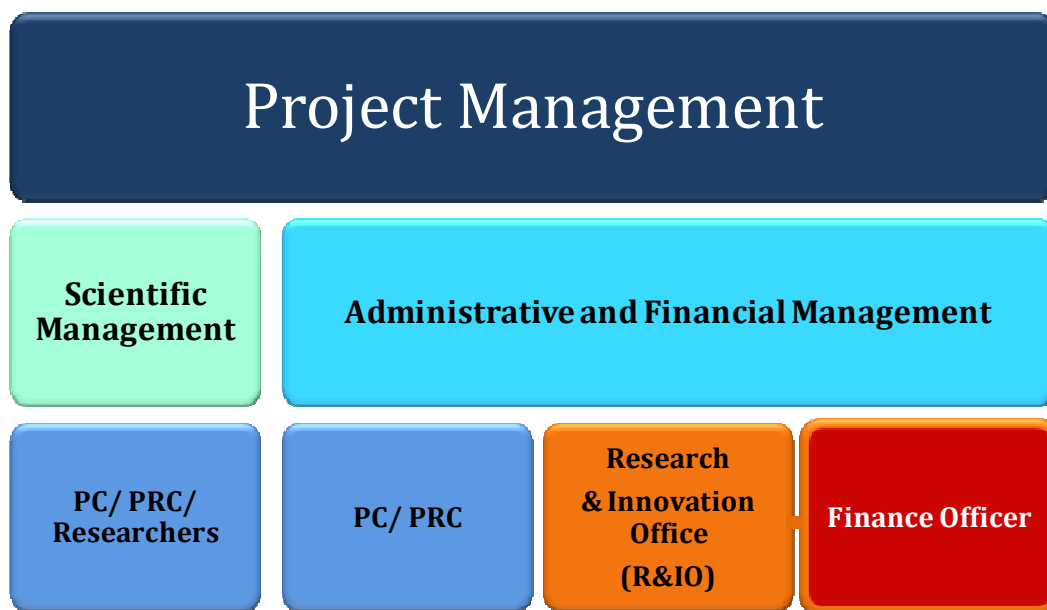 Project Management
Scientific
Management
Administrative and Financial Management
PC/ PRC/
Researchers
PC/ PRC
Research
& Innovation
Office
(R&IO)
Finance Officer